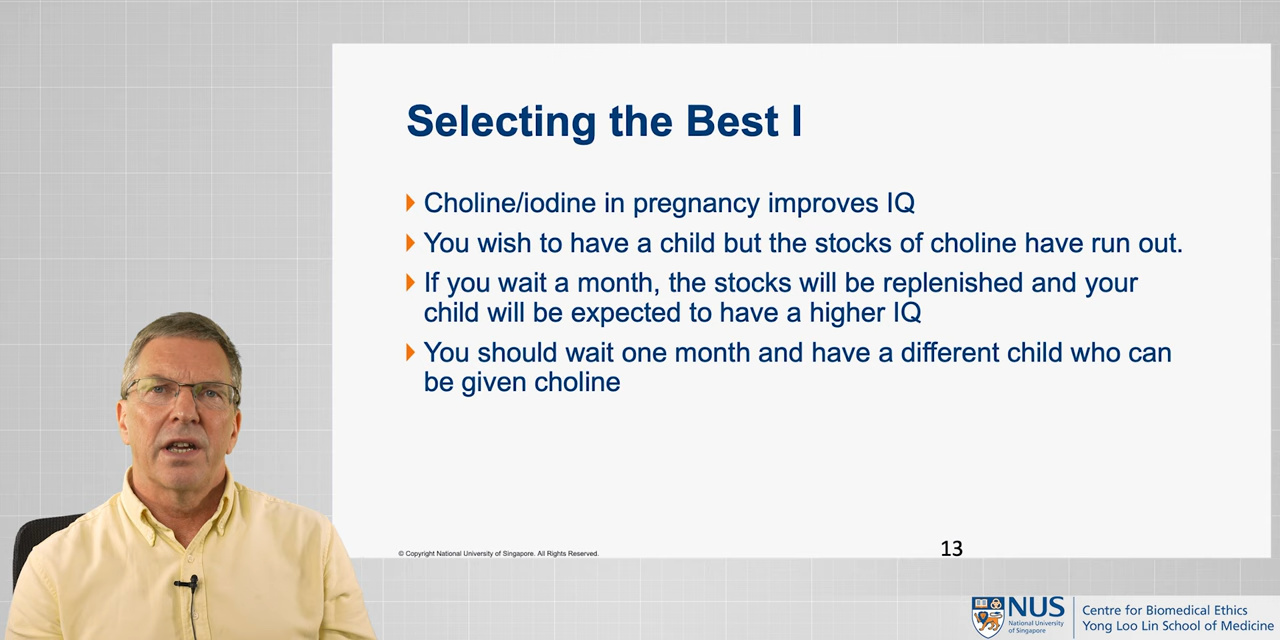 Selecting the Best I
Choline/iodine in pregnancy improves IQ
You wish to have a child but the stocks of choline have run out.
If you wait a month, the stocks will be replenished and your
child will be expected to have a higher IQ
You should wait one month and have a different child who can
be given choline
© Copyright National University of Singapore. All Rights Reserved.
13
NUS
National University
of Singapore
Centre for Biomedical Ethics
Yong Loo Lin School of Medicine